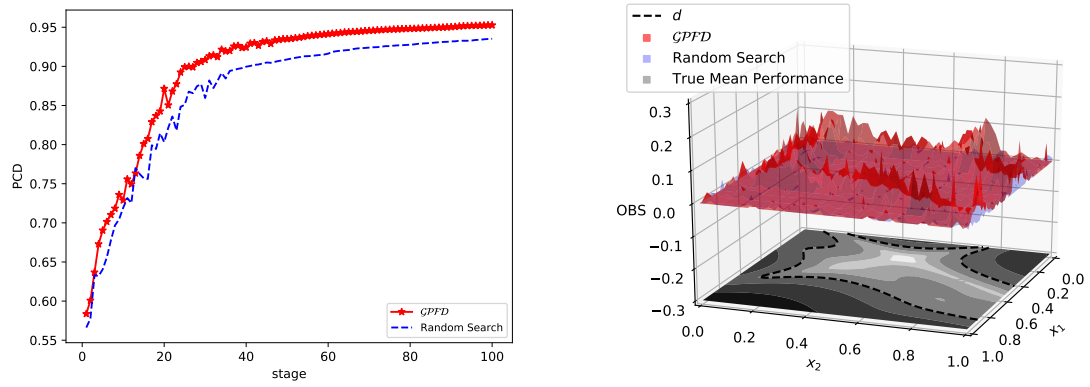 0.95
0.90
0.85
0.80
0.75
0.70
0.65
0.60
0.55
PCD
0 20 40 60 80 100
stage
GPFD
Random Search
d
GPFD
Random Search
True Mean Performance
0.3
0.2
0.1
0.0
−0.1
−0.2
−0.3
OBS
0.0 0.2 0.4 0.6 0.8 1.0
x₂
0.0
0.2
0.4
0.6
0.8
1.0
x₁